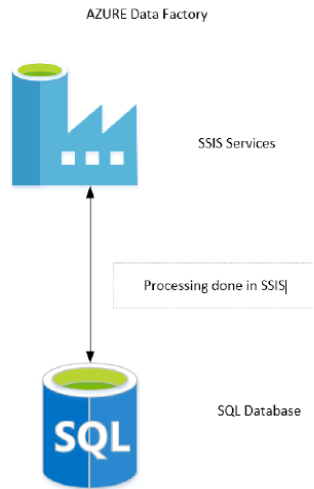 AZURE Data Factory
SSIS Services
Processing done in SSIS
SQL Database
SQL